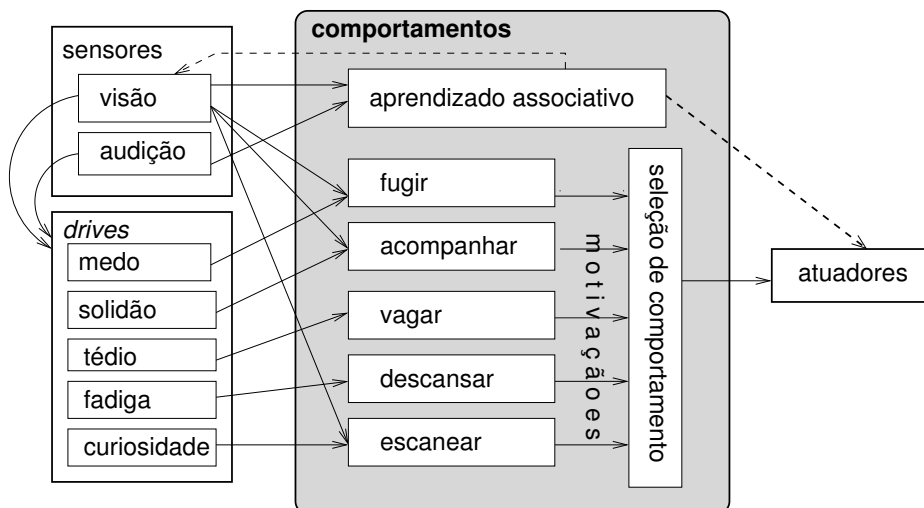 sensores
visão
audição
drives
medo
solidão
tédio
fadiga
curiosidade
comportamentos
aprendizado associativo
fugir
acompanhar
vagar
descansar
escanear
motivações
seleção de comportamento
atuadores